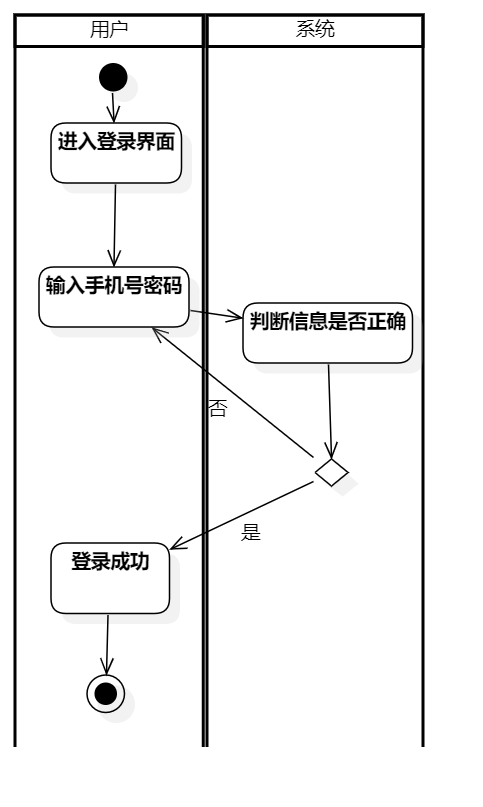 用户
系统
进入登录界面
输入手机号密码
判断信息是否正确
否
是
登录成功